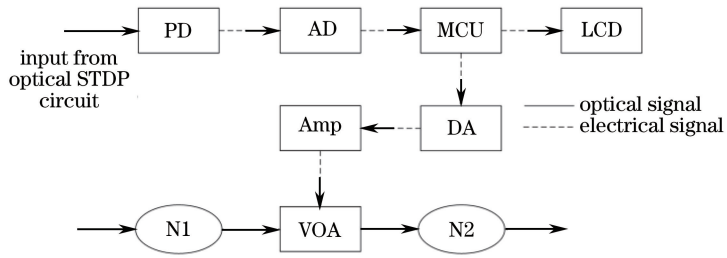 PD
AD
MCU
LCD
input from
optical STDP
circuit
Amp
DA
optical signal
electrical signal
N1
VOA
N2